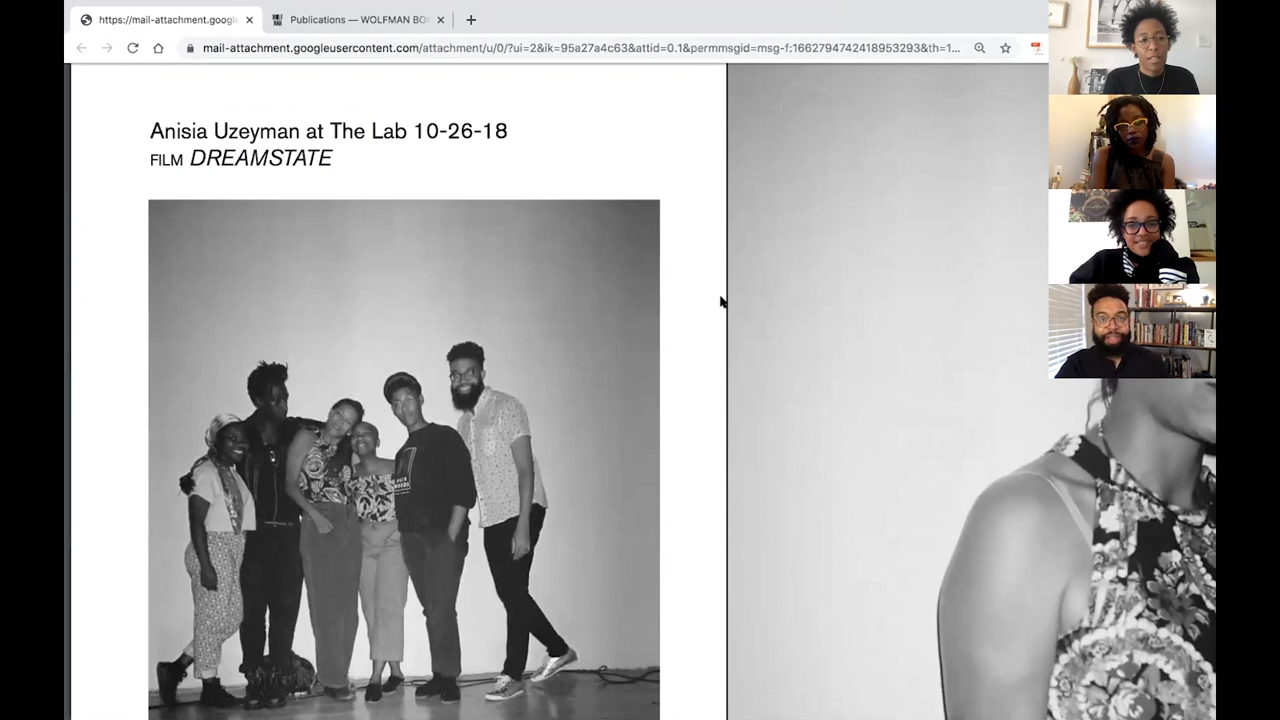 https://mail-attachment.google
Publications — WOLFMAN BO
mail-attachment.googleusercontent.com/attachment/u/0/?ui=2&ik=95a27a4c63&attid=0.1&permmsgid=msg-f:1662794742418953293&th=1...
Anisia Uzeyman at The Lab 10-26-18
FILM DREAMSTATE